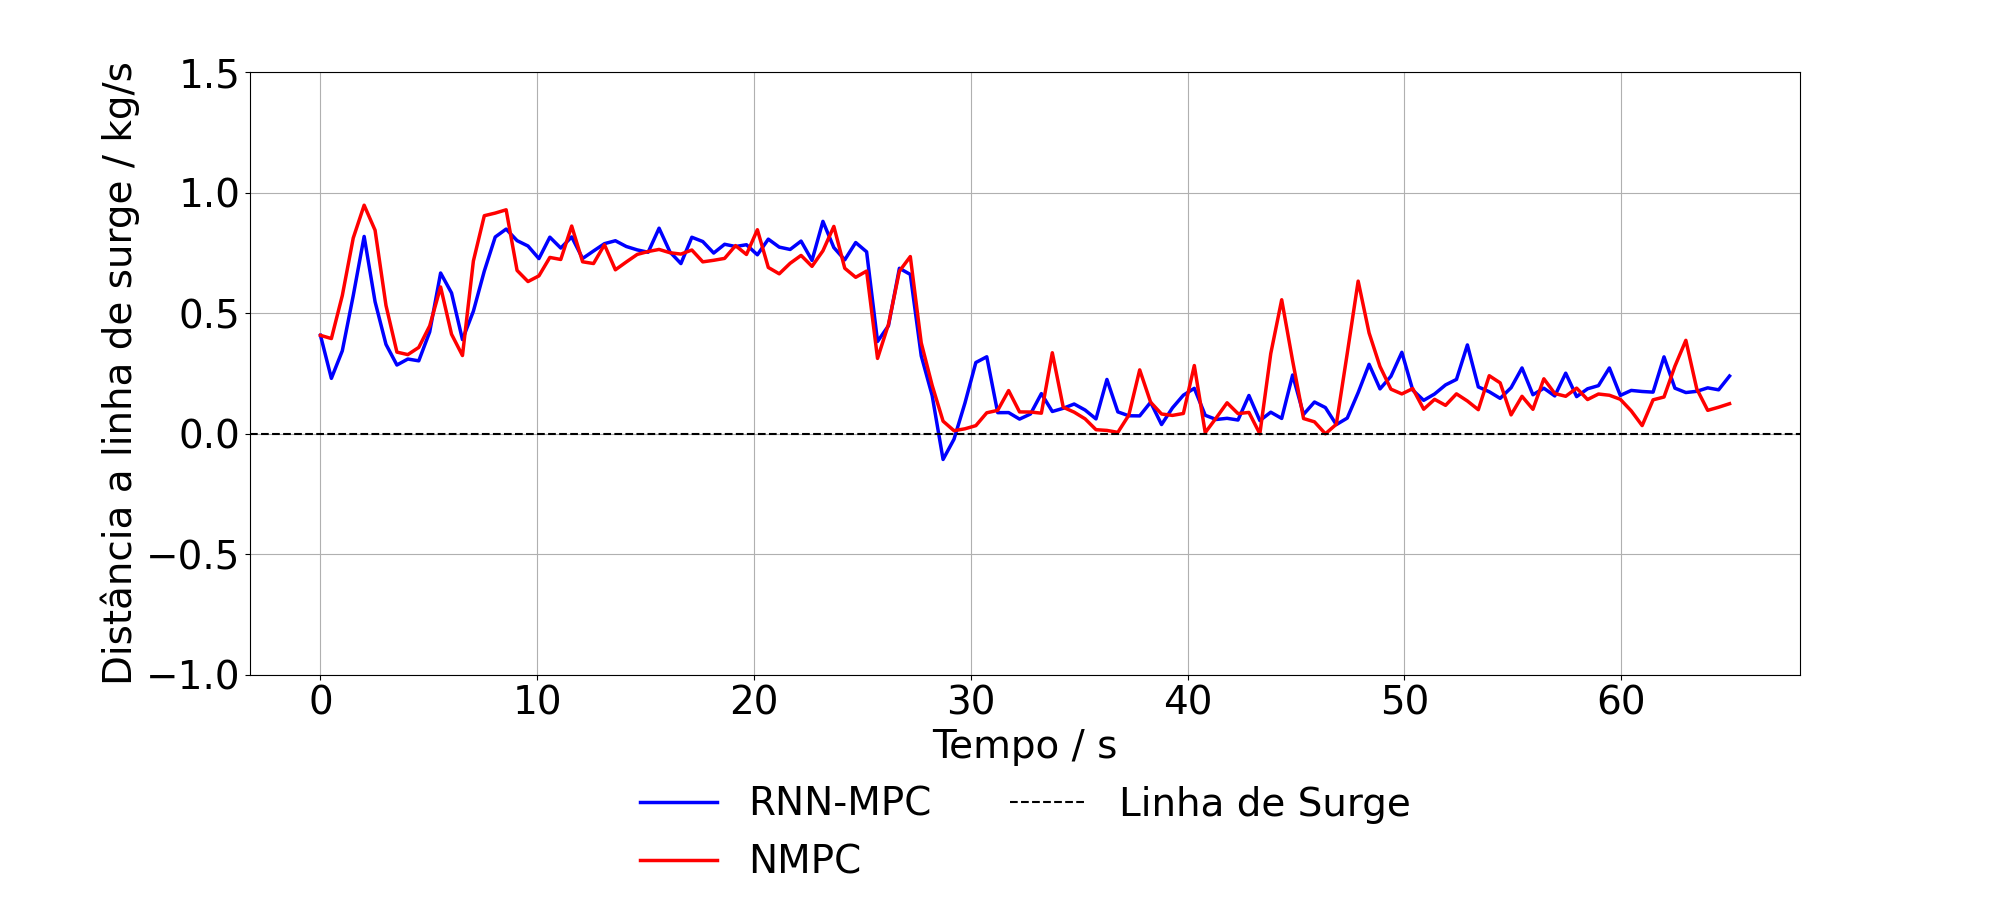 Distância a linha de surge / kg/s
1.5
1.0
0.5
0.0
−0.5
−1.0
0 10 20 30 40 50 60
Tempo / s
RNN-MPC
NMPC
Linha de Surge